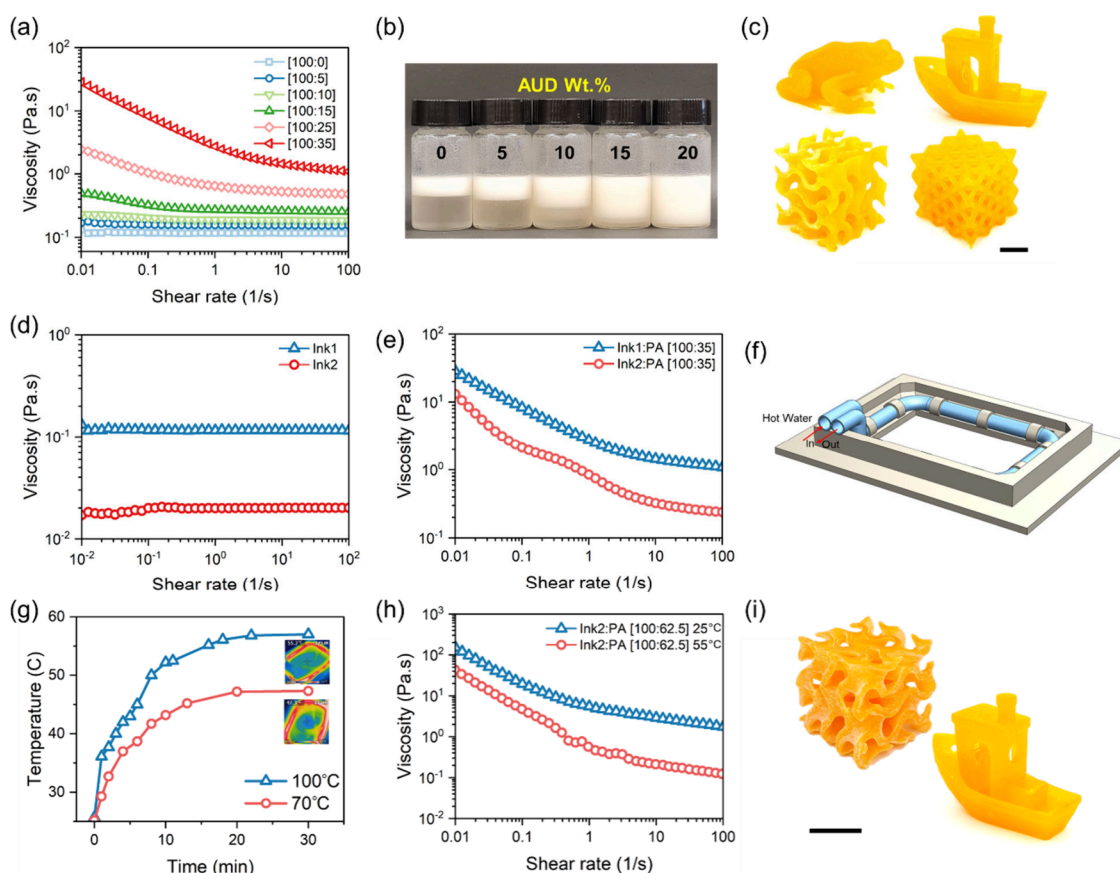 (a)
10²
10¹
10⁰
10⁻¹
Viscosity (Pa.s)
[100:0]
[100:5]
[100:10]
[100:15]
[100:25]
[100:35]
0.01 0.1 1 10 100
Shear rate (1/s)
(b)
AUD Wt.%
0 5 10 15 20
(c)
(d)
10⁰
10⁻¹
10⁻²
Viscosity (Pa.s)
Ink1
Ink2
10⁻² 10⁻¹ 10⁰ 10¹ 10²
Shear rate (1/s)
(e)
10²
10¹
10⁰
10⁻¹
Viscosity (Pa.s)
Ink1:PA [100:35]
Ink2:PA [100:35]
0.01 0.1 1 10 100
Shear rate (1/s)
(f)
Hot Water
In
Out
(g)
60
50
40
30
Temperature (C)
100°C
70°C
0 10 20 30
Time (min)
(h)
10³
10²
10¹
10⁰
10⁻¹
10⁻²
Viscosity (Pa.s)
Ink2:PA [100:62.5] 25°C
Ink2:PA [100:62.5] 55°C
0.01 0.1 1 10 100
Shear rate (1/s)
(i)